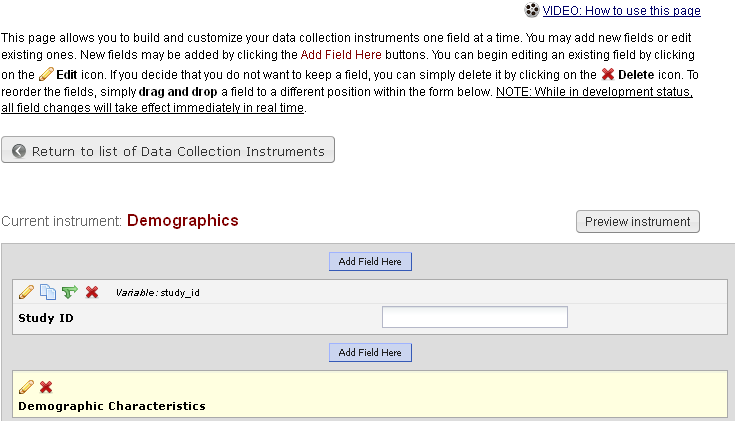 VIDEO: How to use this page
This page allows you to build and customize your data collection instruments one field at a time. You may add new fields or edit
existing ones. New fields may be added by clicking the Add Field Here buttons. You can begin editing an existing field by clicking
on the Edit icon. If you decide that you do not want to keep a field, you can simply delete it by clicking on the Delete icon. To
reorder the fields, simply drag and drop a field to a different position within the form below. NOTE: While in development status,
all field changes will take effect immediately in real time.
Return to list of Data Collection Instruments
Current instrument: Demographics
Preview instrument
Add Field Here
Variable: study_id
Study ID
Add Field Here
Demographic Characteristics